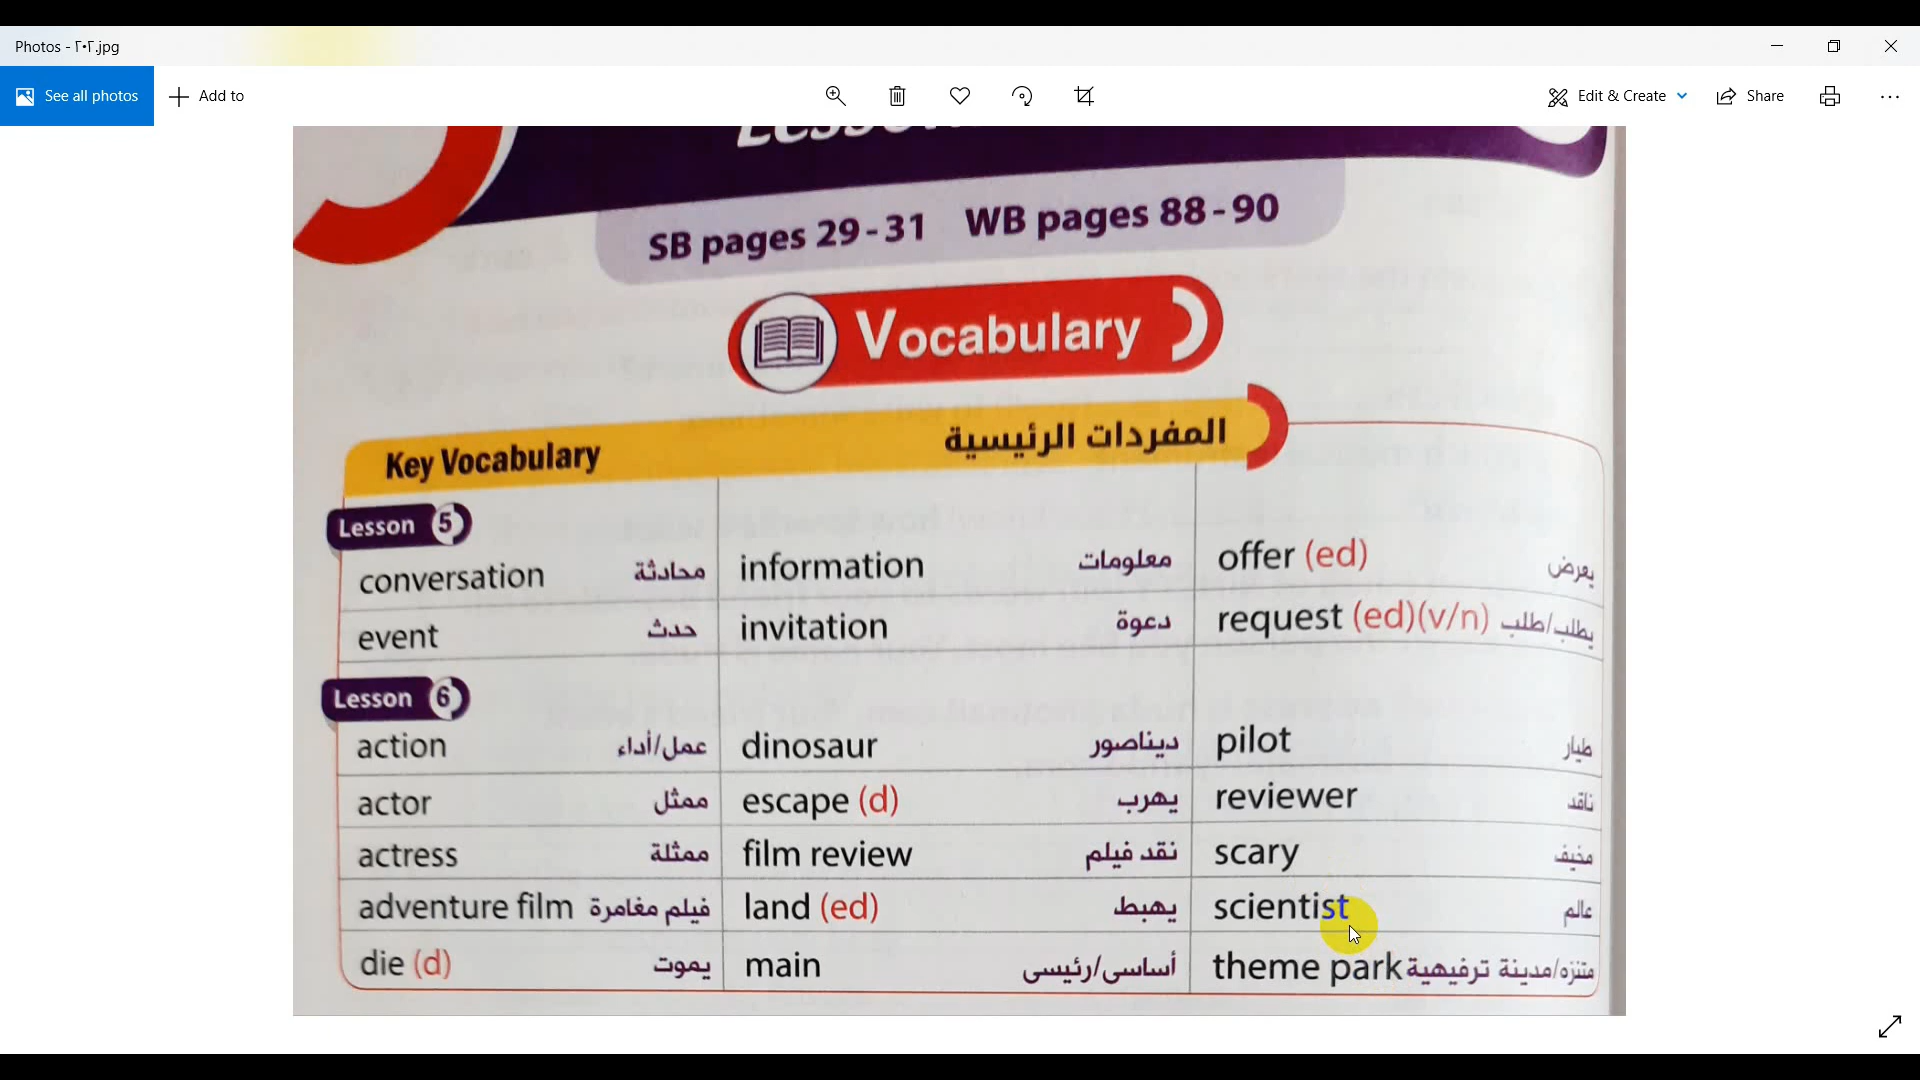 Photos - ٢٠٢.jpg
See all photos
Add to
Edit & Create
Share
SB pages 29-31 WB pages 88-90
Vocabulary
Key Vocabulary المفردات الرئيسية
Lesson 5
conversation محادثة information معلومات offer (ed) يعرض
event حدث invitation دعوة request (ed)(v/n) يطلب/طلب
Lesson 6
action عمل/أداء dinosaur ديناصور pilot طيار
actor ممثل escape (d) يهرب reviewer ناقد
actress ممثلة film review نقد فيلم scary مخيف
adventure film فيلم مغامرة land (ed) يهبط scientist عالم
die (d) يموت main أساسى/رئيسى theme park متنزه/مدينة ترفيهية